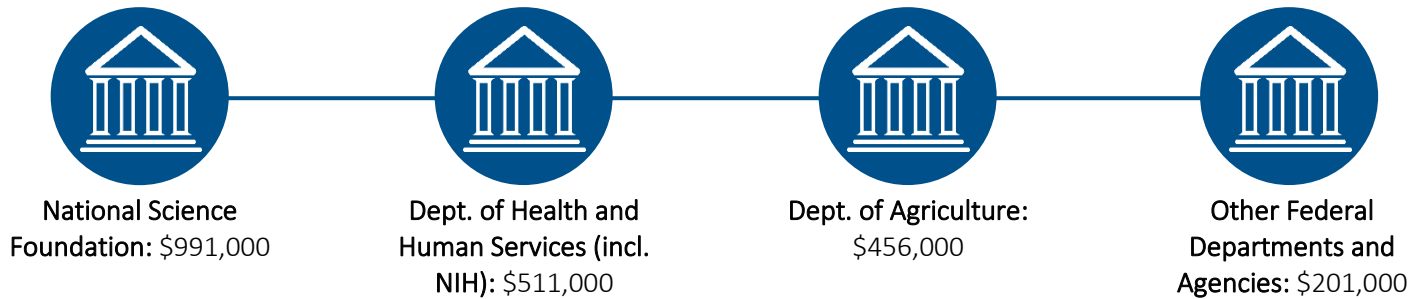 National Science
Foundation: $991,000
Dept. of Health and
Human Services (incl.
NIH): $511,000
Dept. of Agriculture:
$456,000
Other Federal
Departments and
Agencies: $201,000